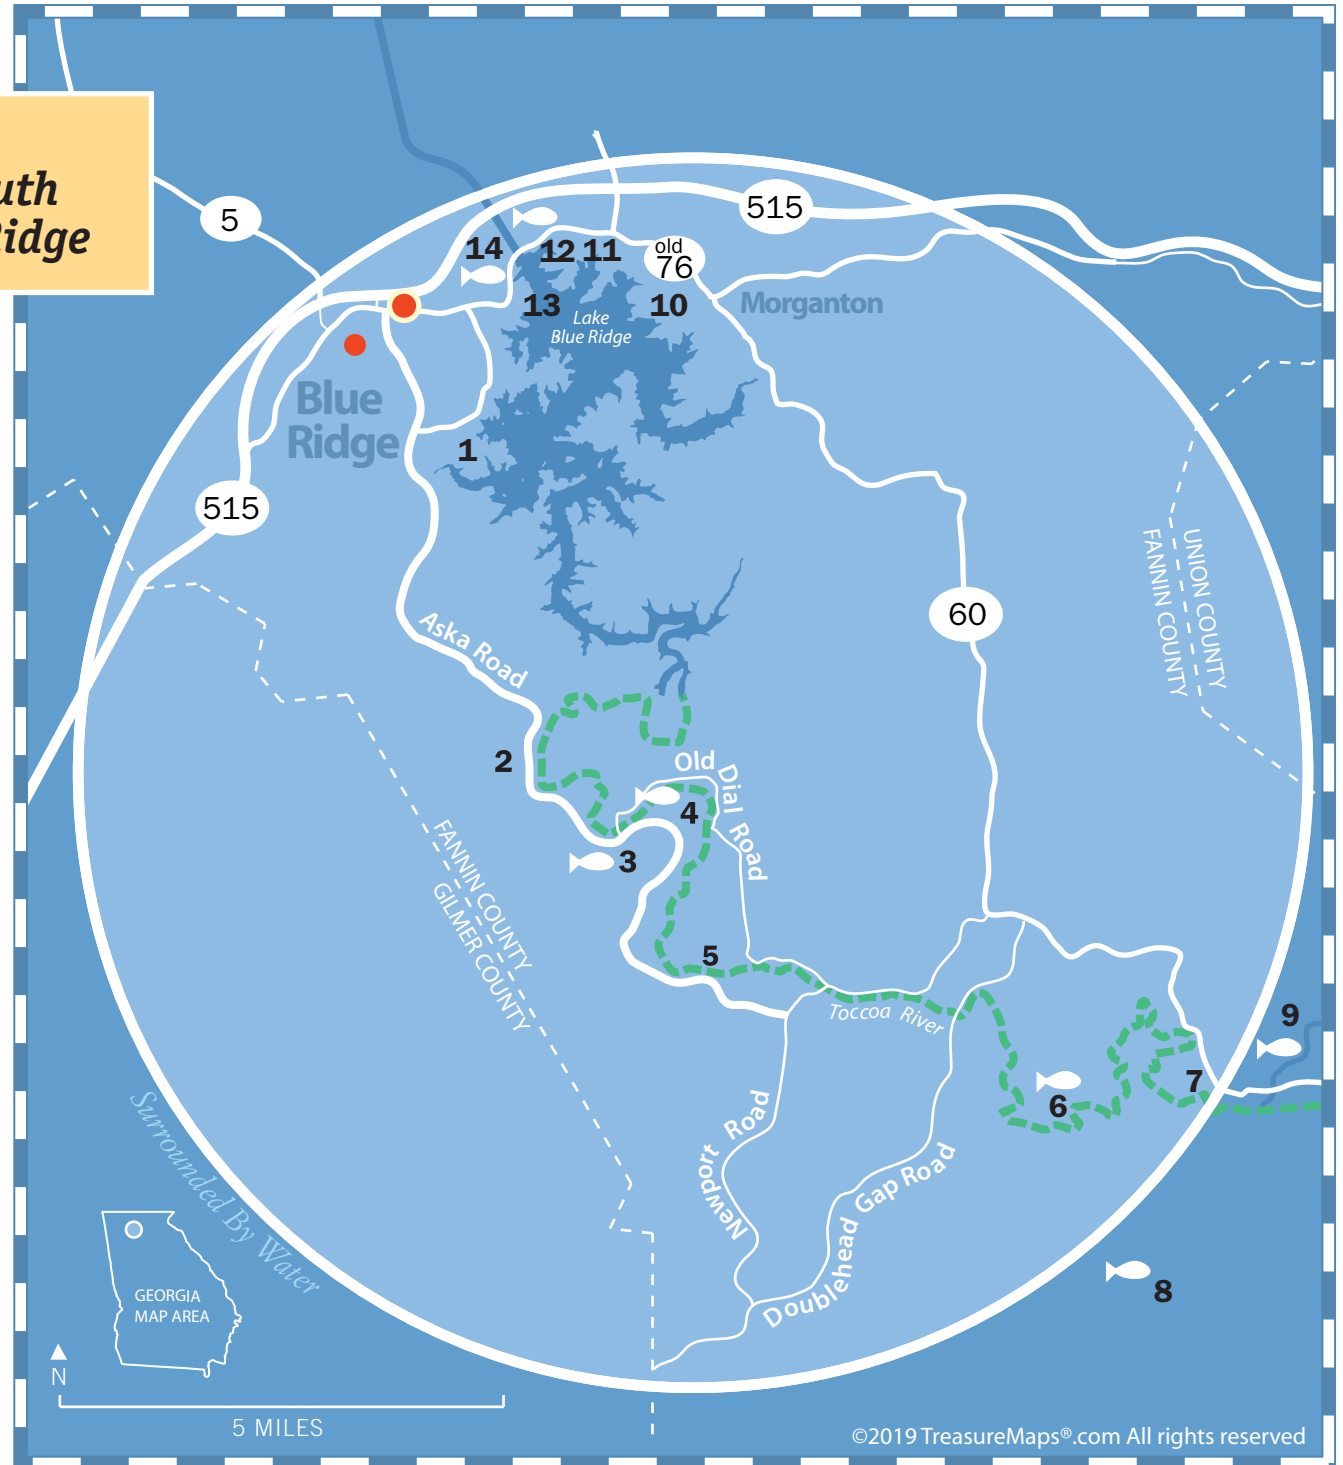 5
515
14
12
11
old
76
13
10
Lake
Blue Ridge
Morganton
Blue
Ridge
1
515
Aska Road
60
UNION COUNTY
FANNIN COUNTY
2
Old
Dial Road
4
3
FANNIN COUNTY
GILMER COUNTY
5
Toccoa River
9
7
6
Newport Road
Doublehead Gap Road
8
Surrounded By Water
GEORGIA
MAP AREA
N
5 MILES
©2019 TreasureMaps®.com All rights reserved